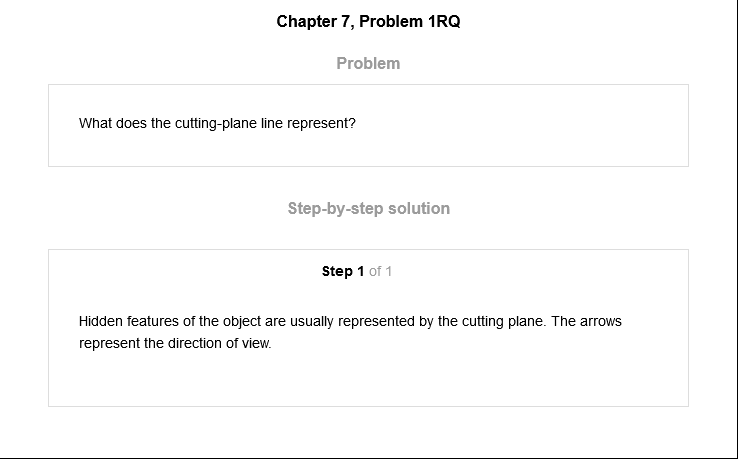 Chapter 7, Problem 1RQ
Problem
What does the cutting-plane line represent?
Step-by-step solution
Step 1 of 1
Hidden features of the object are usually represented by the cutting plane. The arrows
represent the direction of view.